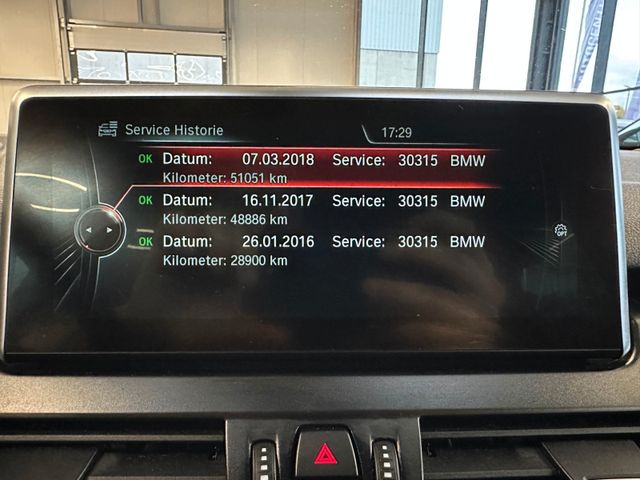 Service Historie 17:29
OK Datum: 07.03.2018 Service: 30315 BMW
Kilometer: 51051 km
OK Datum: 16.11.2017 Service: 30315 BMW
Kilometer: 48886 km
OK Datum: 26.01.2016 Service: 30315 BMW
Kilometer: 28900 km
OPT